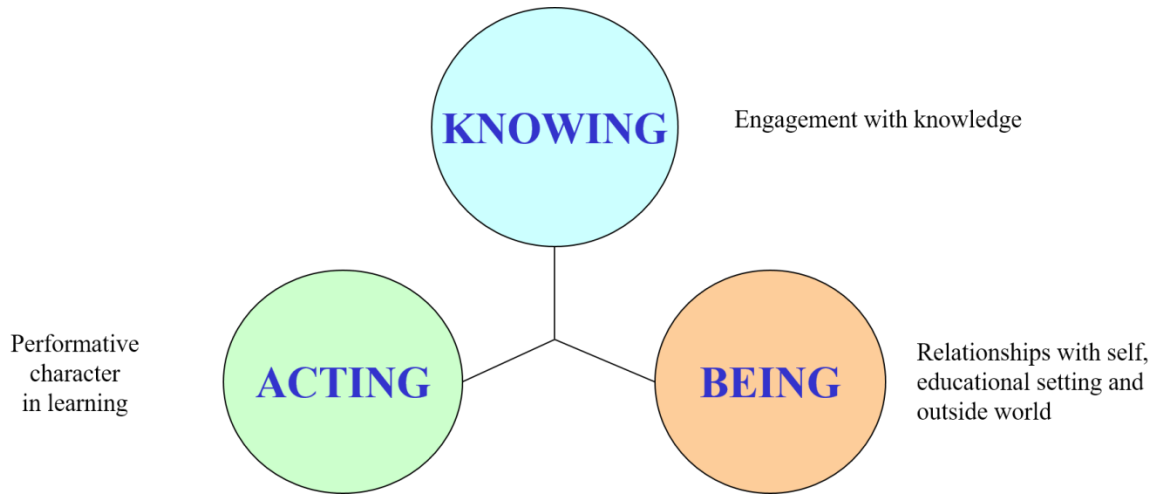 KNOWING
Engagement with knowledge
Performative
character
in learning
ACTING
BEING
Relationships with self,
educational setting and
outside world